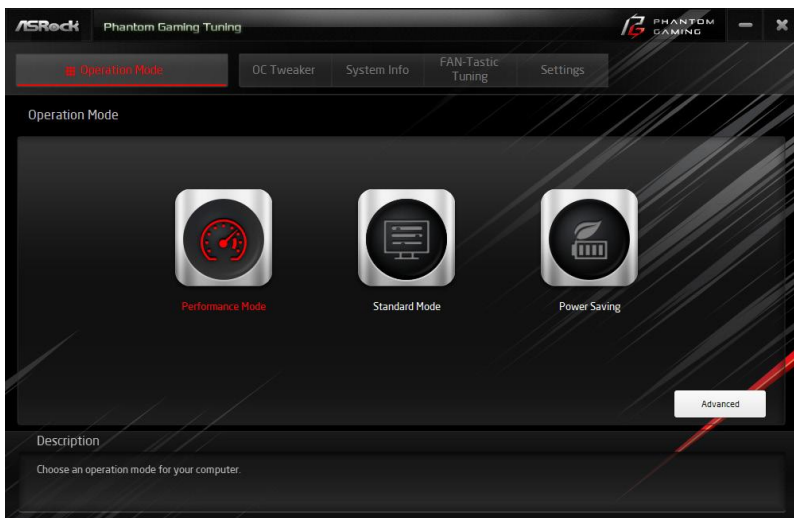 ASRock Phantom Gaming Tuning PHANTOM
GAMING
Operation Mode OC Tweaker System Info FAN-Tastic
Tuning Settings
Operation Mode
Performance Mode Standard Mode Power Saving
Advanced
Description
Choose an operation mode for your computer.